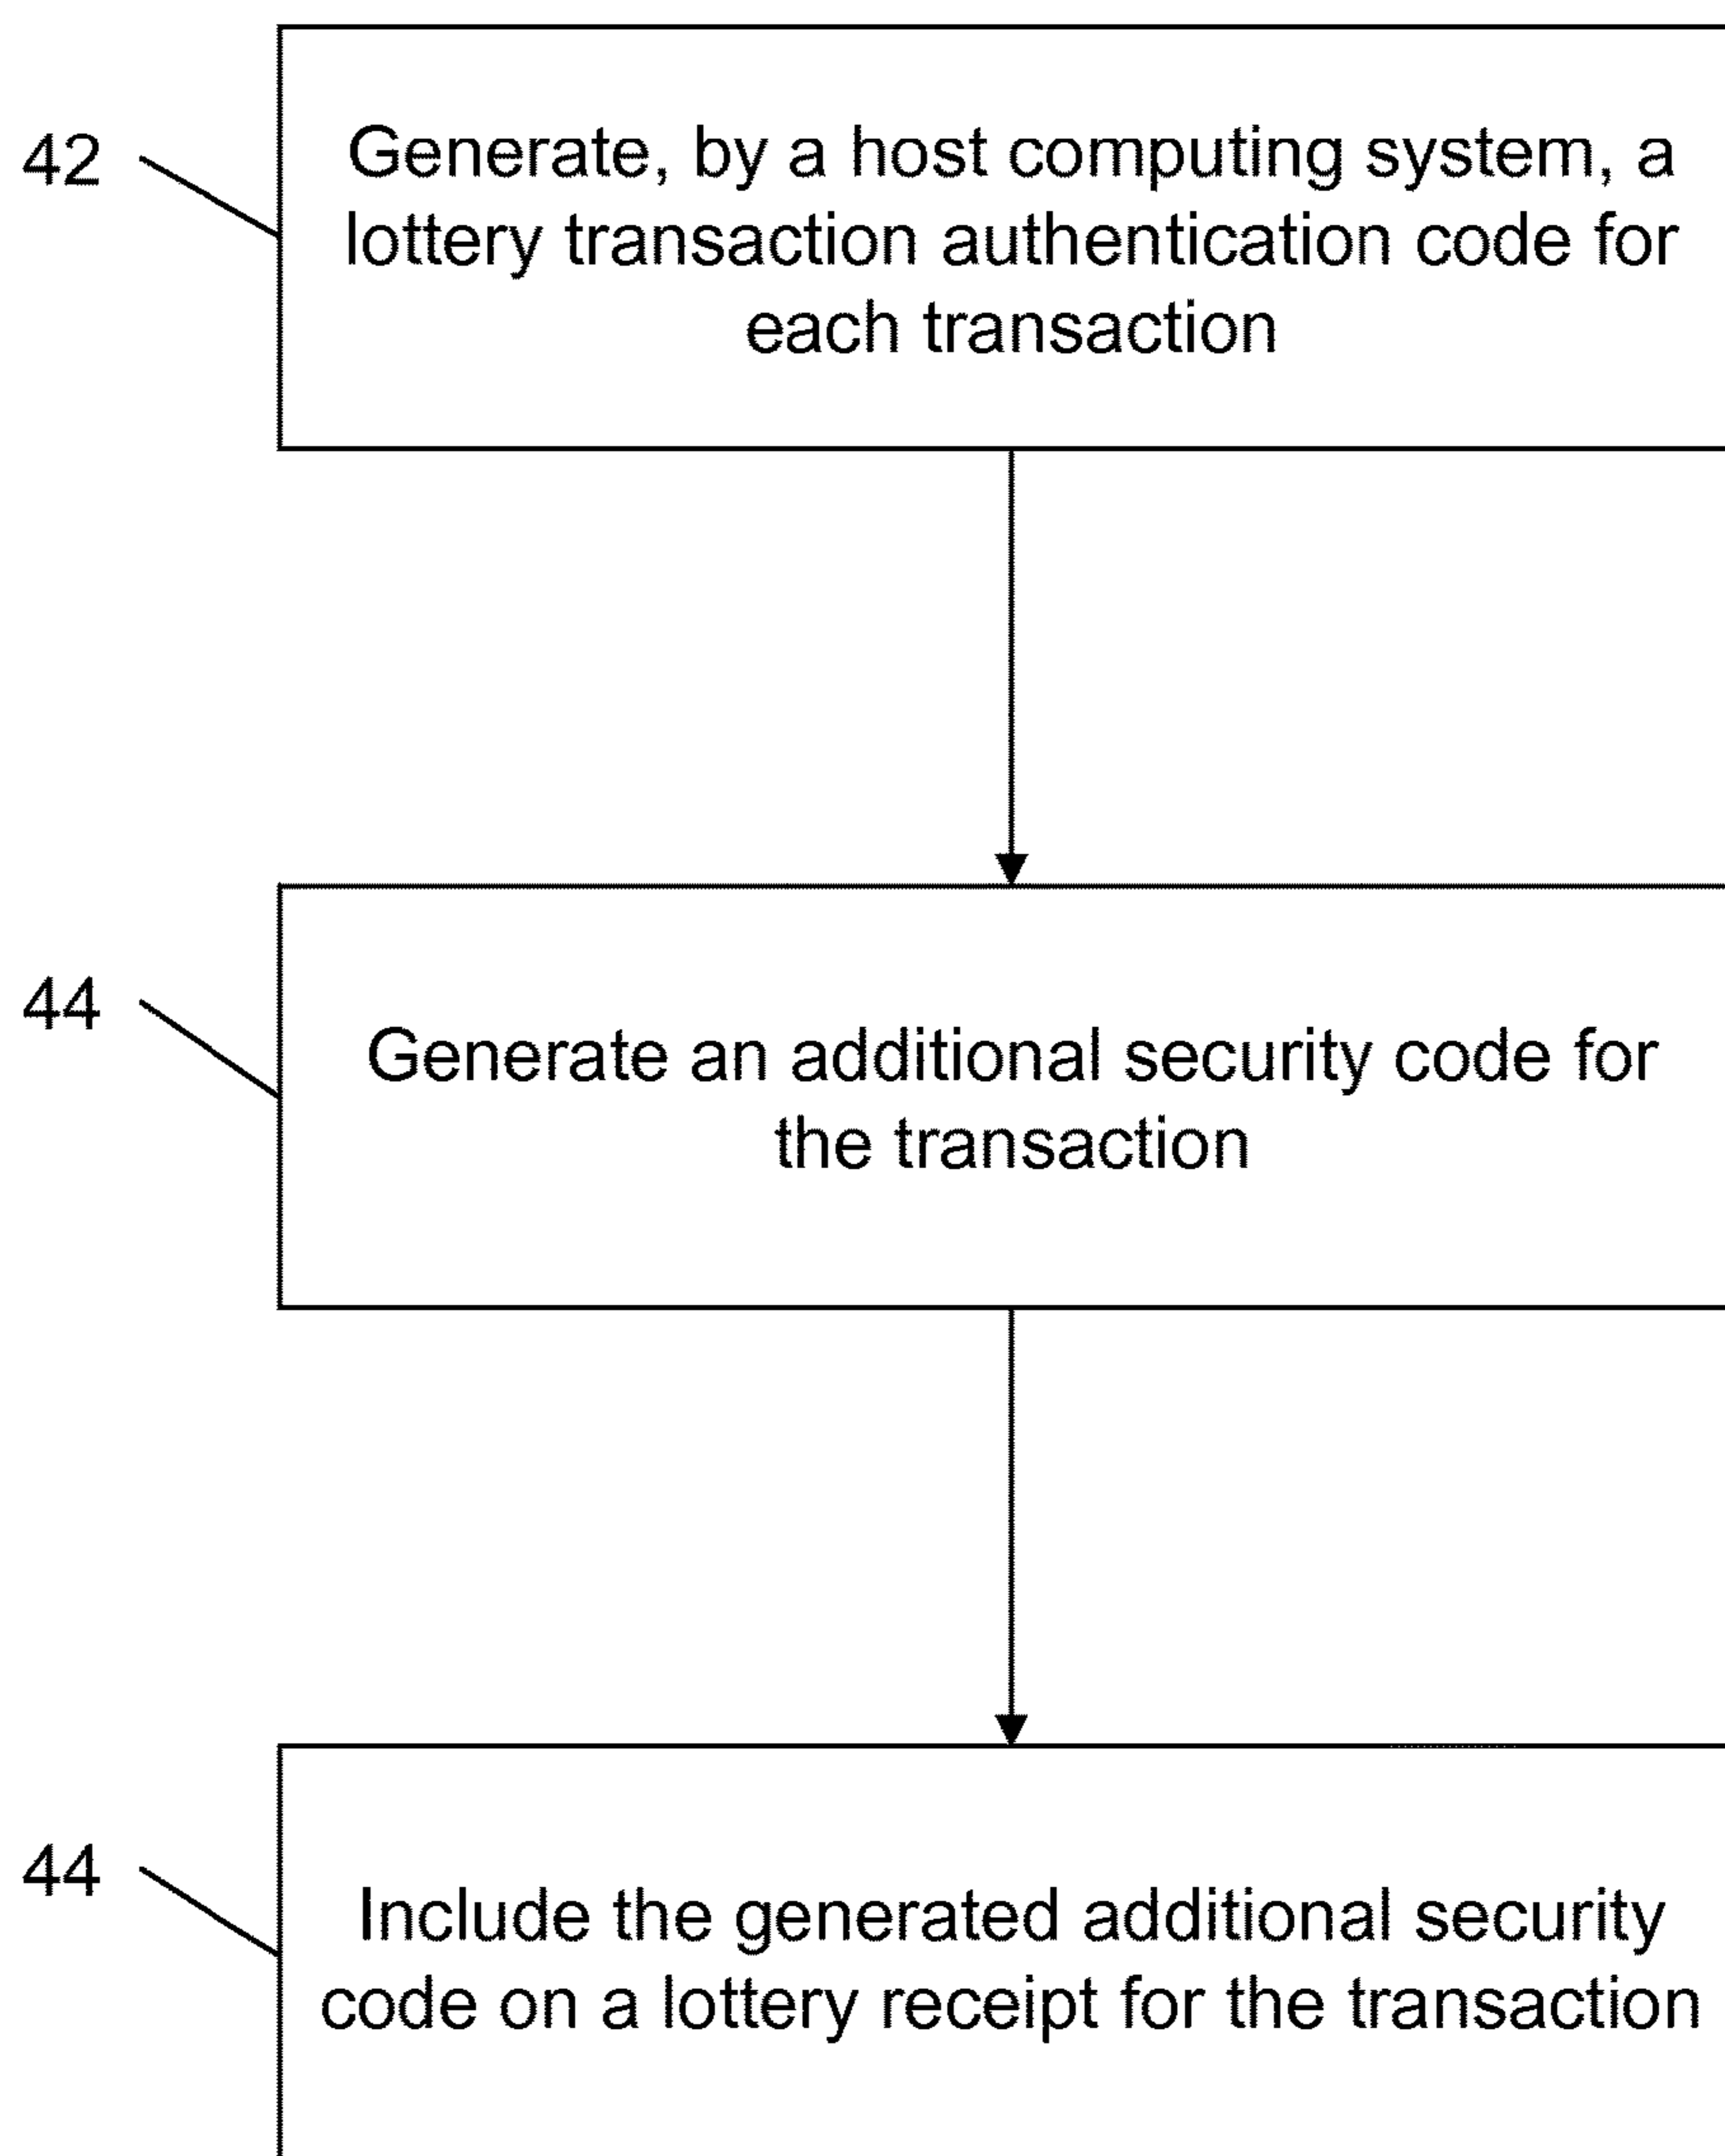 42
Generate, by a host computing system, a
lottery transaction authentication code for
each transaction
44
Generate an additional security code for
the transaction
44
Include the generated additional security
code on a lottery receipt for the transaction